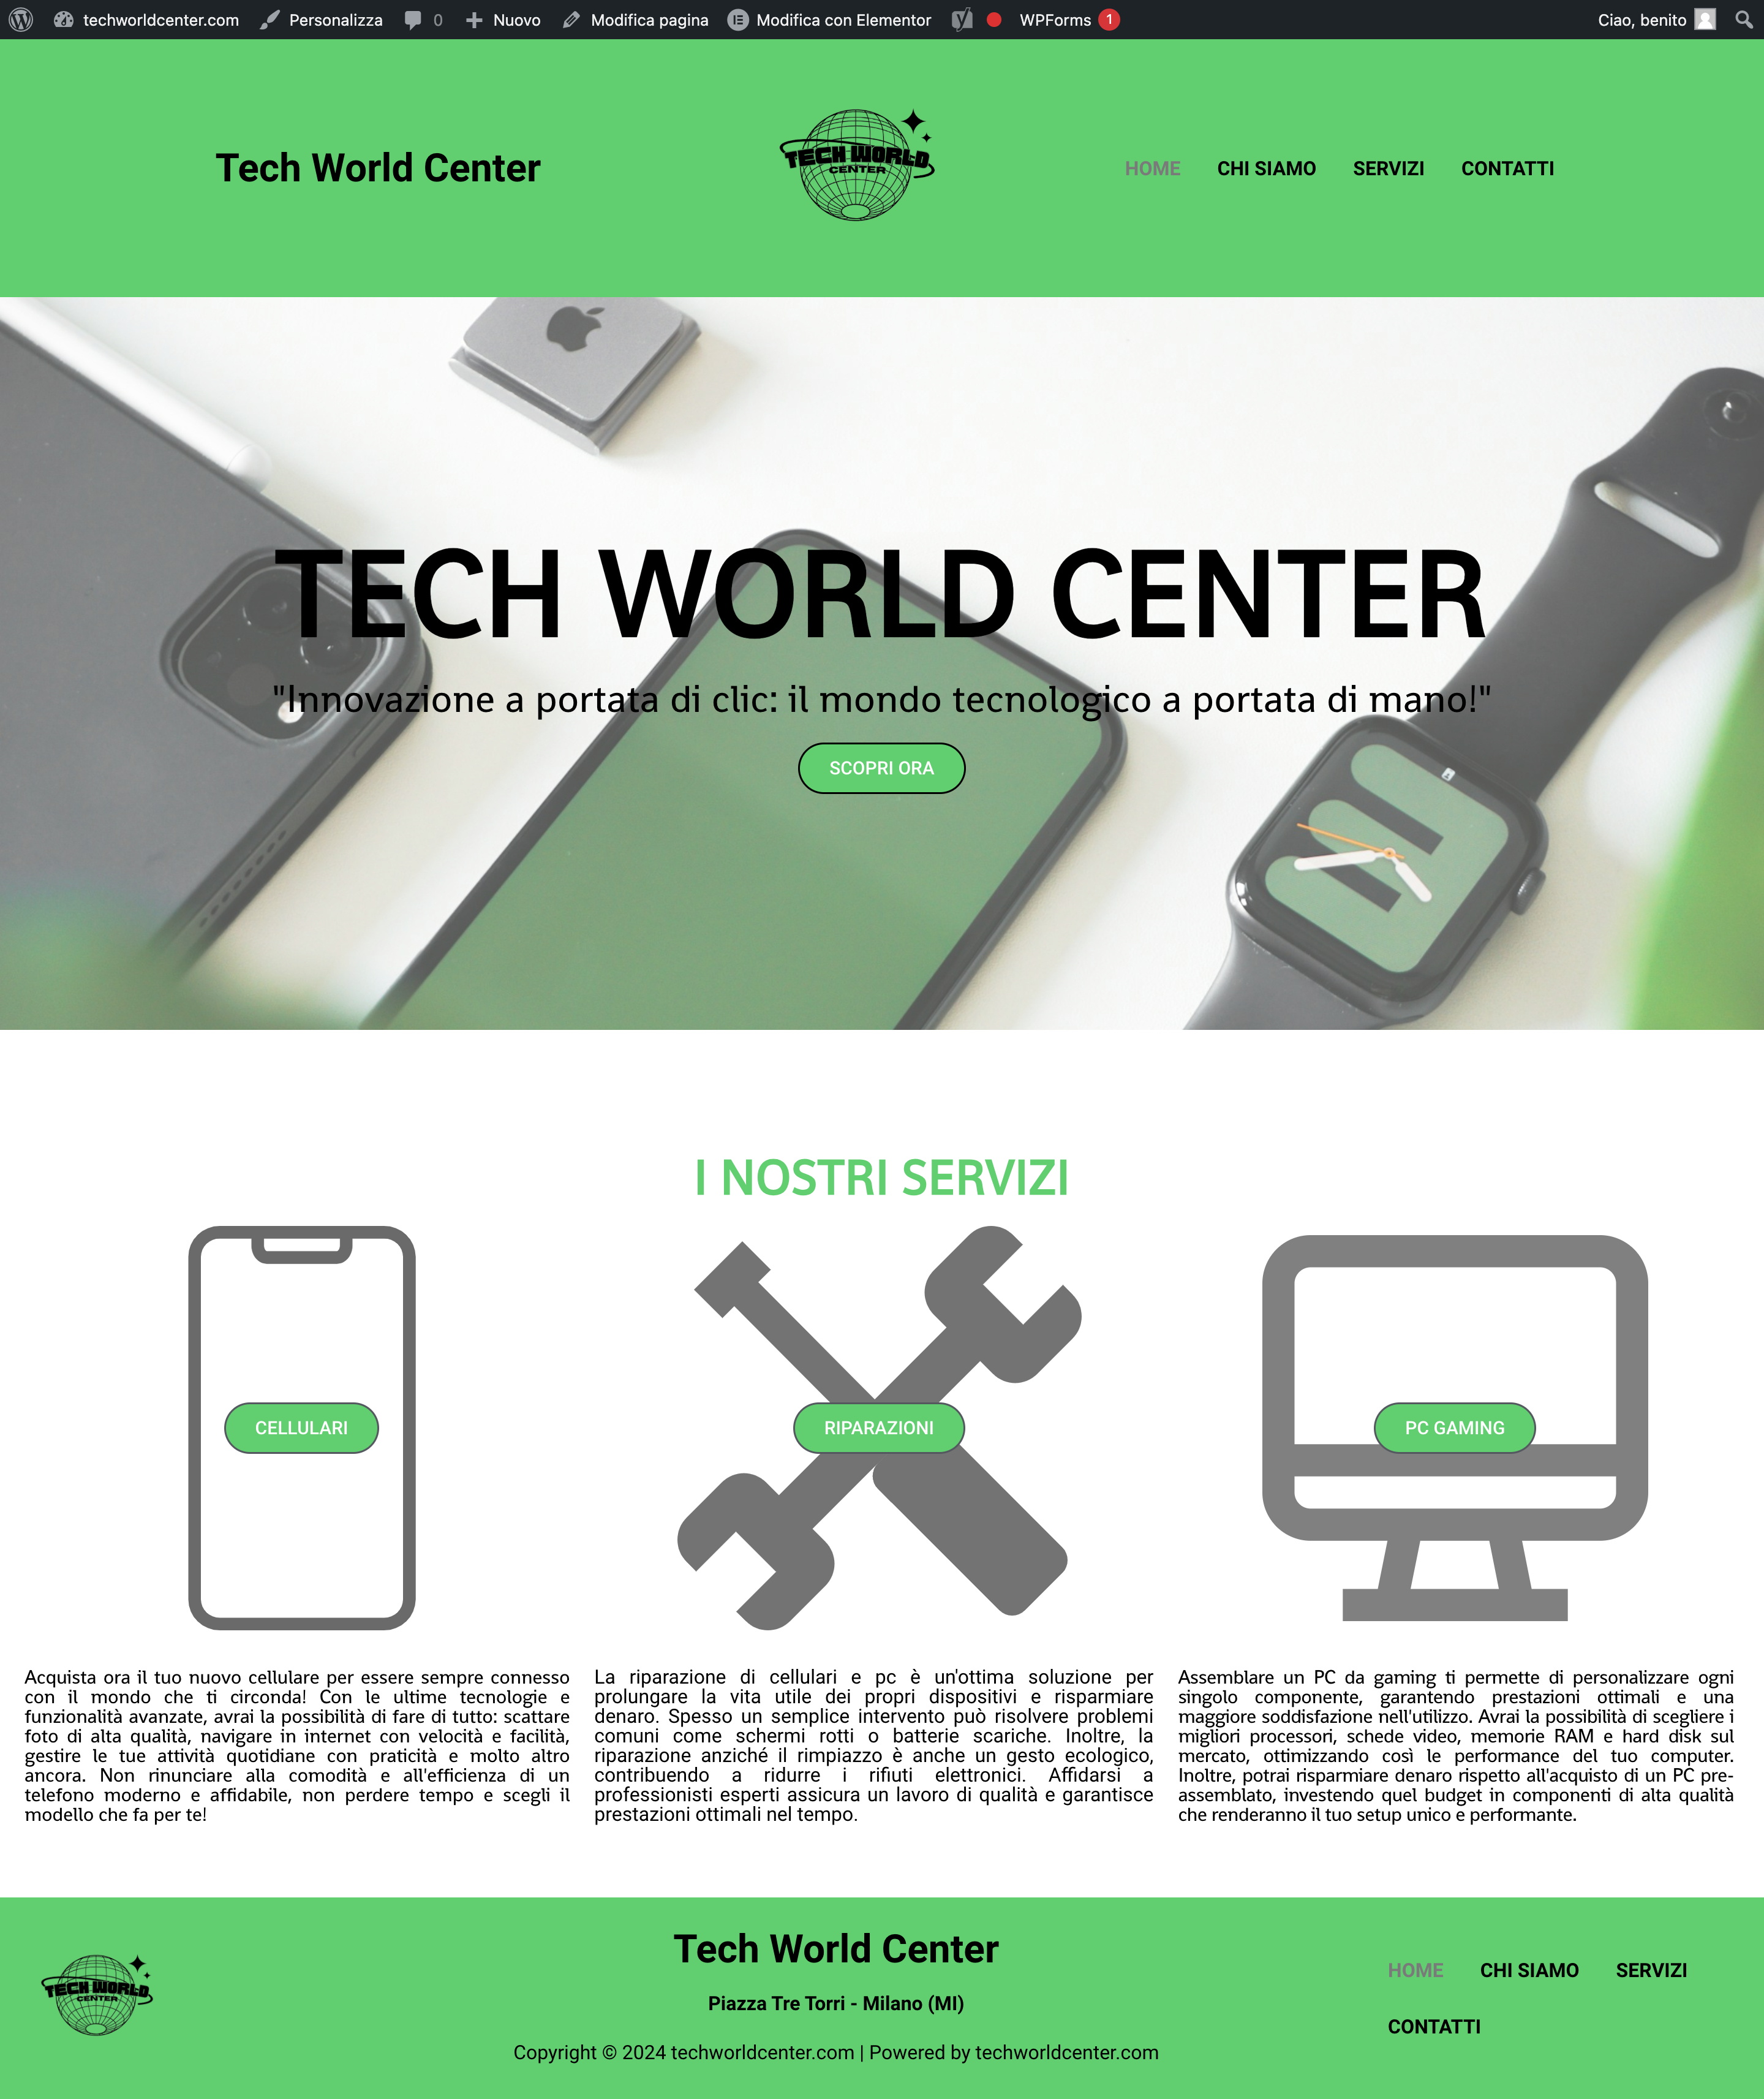 techworldcenter.com Personalizza 0 Nuovo Modifica pagina Modifica con Elementor WPForms 1 Ciao, benito
Tech World Center
TECH WORLD
CENTER
HOME CHI SIAMO SERVIZI CONTATTI
TECH WORLD CENTER
"Innovazione a portata di clic: il mondo tecnologico a portata di mano!"
SCOPRI ORA
I NOSTRI SERVIZI
CELLULARI
RIPARAZIONI
PC GAMING
Acquista ora il tuo nuovo cellulare per essere sempre connesso
con il mondo che ti circonda! Con le ultime tecnologie e
funzionalità avanzate, avrai la possibilità di fare di tutto: scattare
foto di alta qualità, navigare in internet con velocità e facilità,
gestire le tue attività quotidiane con praticità e molto altro
ancora. Non rinunciare alla comodità e all'efficienza di un
telefono moderno e affidabile, non perdere tempo e scegli il
modello che fa per te!
La riparazione di cellulari e pc è un'ottima soluzione per
prolungare la vita utile dei propri dispositivi e risparmiare
denaro. Spesso un semplice intervento può risolvere problemi
comuni come schermi rotti o batterie scariche. Inoltre, la
riparazione anziché il rimpiazzo è anche un gesto ecologico,
contribuendo a ridurre i rifiuti elettronici. Affidarsi a
professionisti esperti assicura un lavoro di qualità e garantisce
prestazioni ottimali nel tempo.
Assemblare un PC da gaming ti permette di personalizzare ogni
singolo componente, garantendo prestazioni ottimali e una
maggiore soddisfazione nell'utilizzo. Avrai la possibilità di scegliere i
migliori processori, schede video, memorie RAM e hard disk sul
mercato, ottimizzando così le performance del tuo computer.
Inoltre, potrai risparmiare denaro rispetto all'acquisto di un PC pre-
assemblato, investendo quel budget in componenti di alta qualità
che renderanno il tuo setup unico e performante.
TECH WORLD
CENTER
Tech World Center
Piazza Tre Torri - Milano (MI)
Copyright © 2024 techworldcenter.com | Powered by techworldcenter.com
HOME CHI SIAMO SERVIZI
CONTATTI